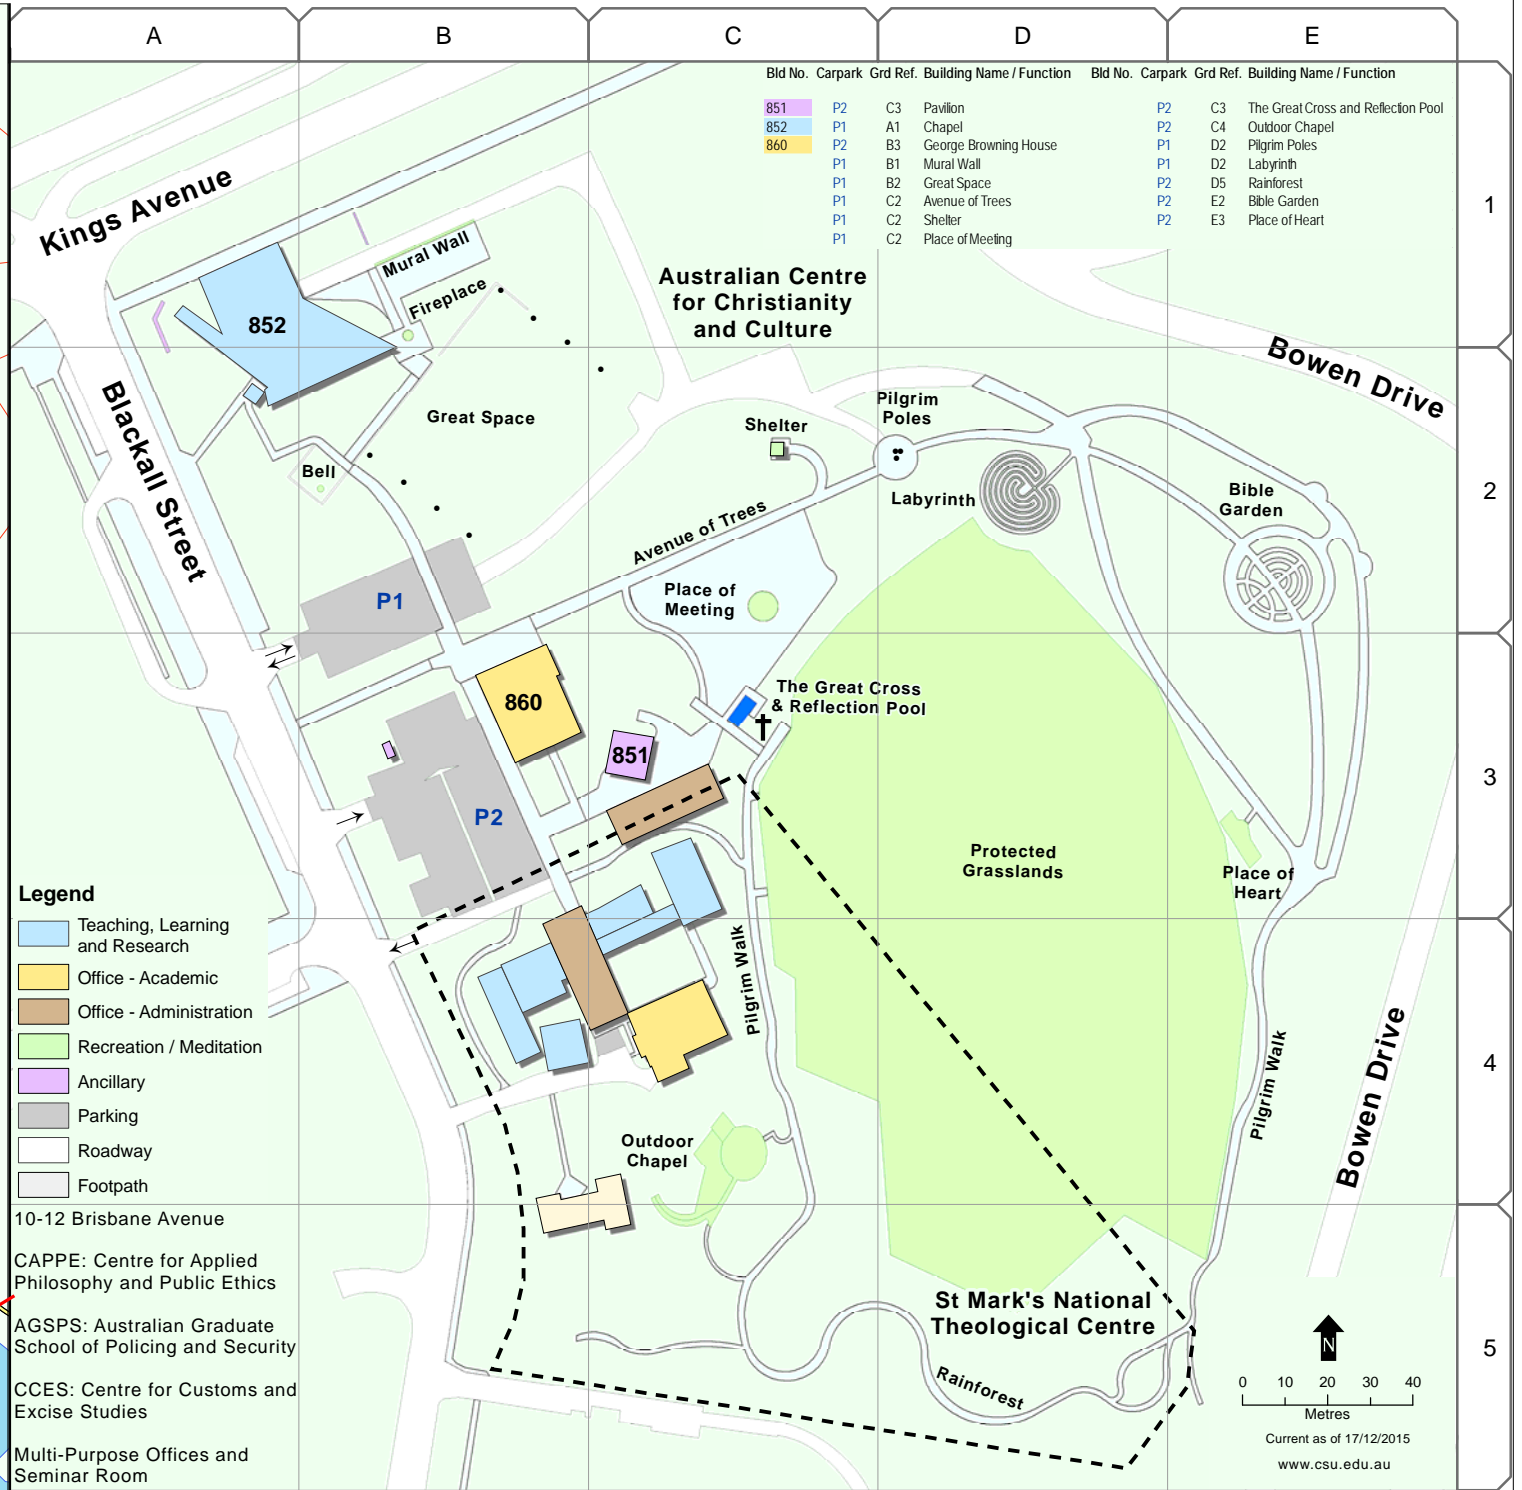 A B C D E
Bld No. Carpark Grd Ref. Building Name / Function Bld No. Carpark Grd Ref. Building Name / Function
851 P2 C3 Pavilion P2 C3 The Great Cross and Reflection Pool
852 P1 A1 Chapel P2 C4 Outdoor Chapel
860 P2 B3 George Browning House P1 D2 Pilgrim Poles
P1 B1 Mural Wall P1 D2 Labyrinth
P1 B2 Great Space P2 D5 Rainforest
P1 C2 Avenue of Trees P2 E2 Bible Garden
P1 C2 Shelter P2 E3 Place of Heart
P1 C2 Place of Meeting
1
Kings Avenue
Mural Wall
Fireplace
852
Australian Centre
for Christianity
and Culture
Bowen Drive
Blackall Street
Great Space
Bell
Shelter
Pilgrim
Poles
Labyrinth
Bible
Garden
2
Avenue of Trees
P1
Place of
Meeting
860
The Great Cross
& Reflection Pool
851
3
P2
Protected
Grasslands
Place of
Heart
Legend
Teaching, Learning
and Research
Office - Academic
Office - Administration
Recreation / Meditation
Ancillary
Parking
Roadway
Footpath
Pilgrim Walk
Pilgrim Walk
Bowen Drive
4
Outdoor
Chapel
10-12 Brisbane Avenue
CAPPE: Centre for Applied
Philosophy and Public Ethics
AGSPS: Australian Graduate
School of Policing and Security
CCES: Centre for Customs and
Excise Studies
Multi-Purpose Offices and
Seminar Room
St Mark's National
Theological Centre
Rainforest
5
N
0 10 20 30 40
Metres
Current as of 17/12/2015
www.csu.edu.au